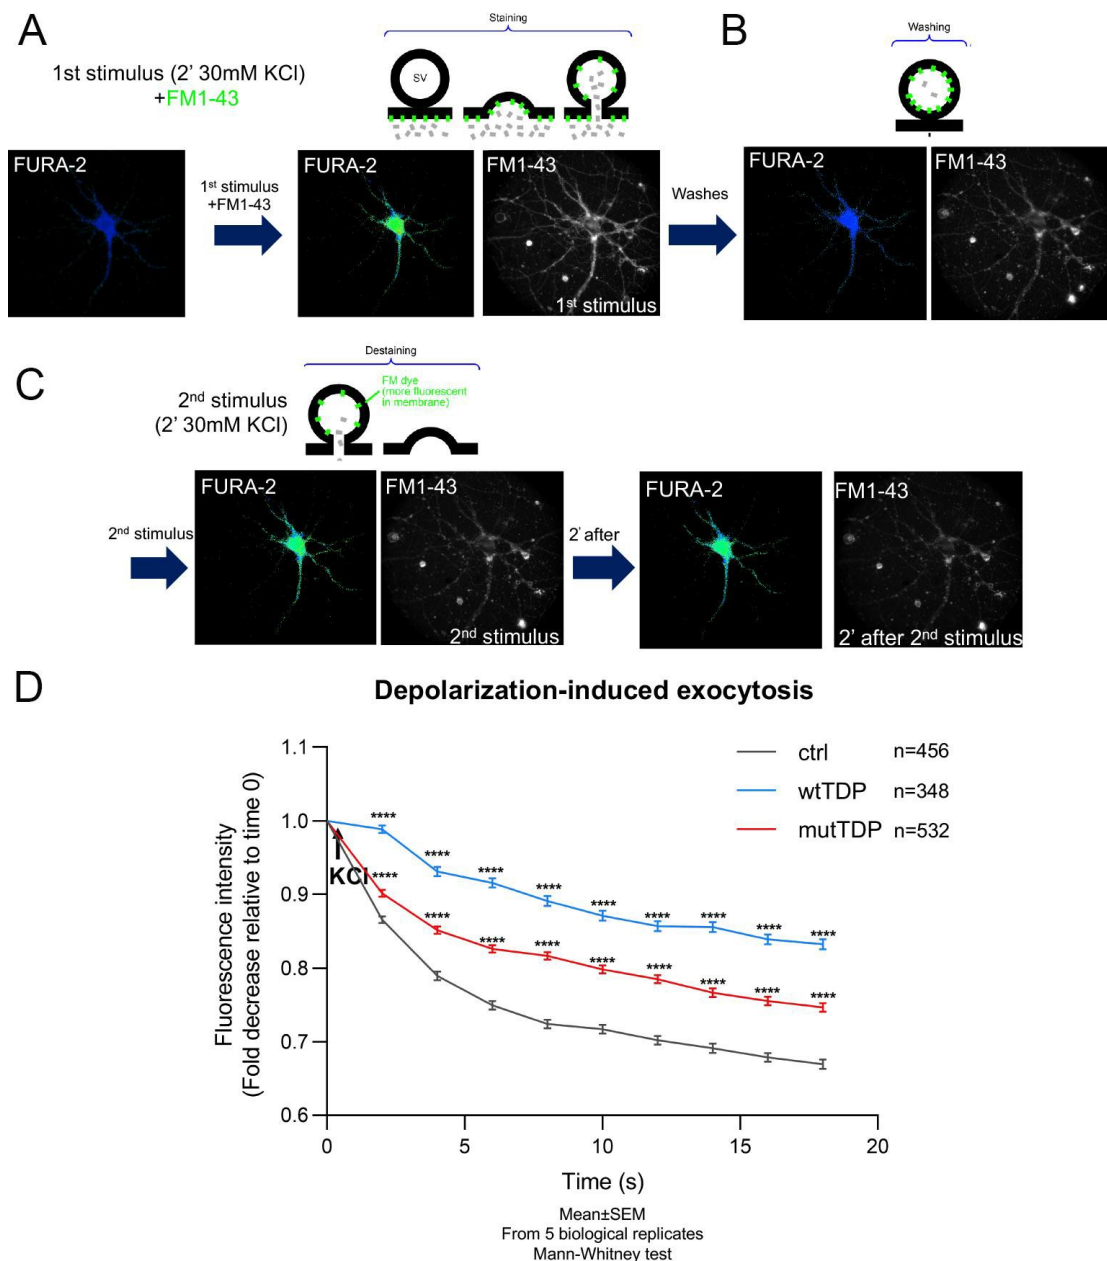 A
Staining
1st stimulus (2' 30mM KCl)
+FM1-43
SV
FURA-2
1st stimulus
+FM1-43
FURA-2
FM1-43
1st stimulus
B
Washing
Washes
FURA-2
FM1-43
C
Destaining
2nd stimulus
(2' 30mM KCl)
FM dye
(more fluorescent
in membrane)
2nd stimulus
FURA-2
FM1-43
2nd stimulus
2' after
FURA-2
FM1-43
2' after 2nd stimulus
D
Depolarization-induced exocytosis
Fluorescence intensity
(Fold decrease relative to time 0)
1.1
1.0
0.9
0.8
0.7
0.6
ctrl n=456
wtTDP n=348
mutTDP n=532
KCl
**** **** **** **** **** **** **** **** ****
**** **** **** **** **** **** **** **** ****
0 5 10 15 20
Time (s)
Mean±SEM
From 5 biological replicates
Mann-Whitney test